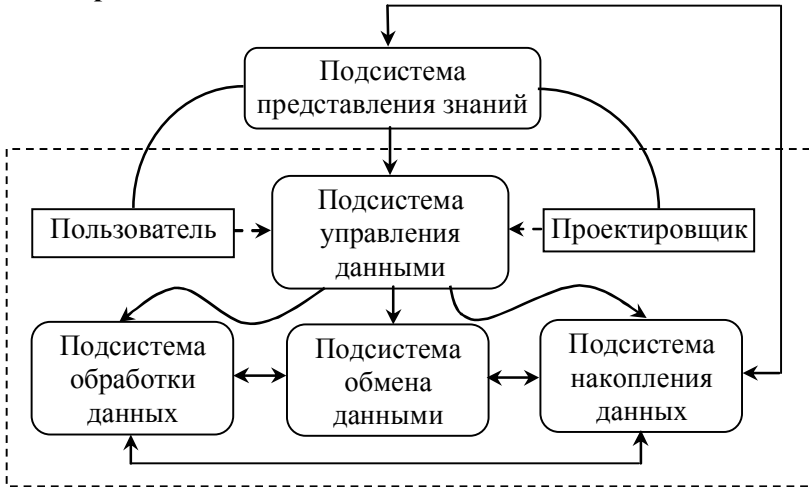 Подсистема
представления знаний
Подсистема
управления
данными
Пользователь
Проектировщик
Подсистема
обработки
данных
Подсистема
обмена
данными
Подсистема
накопления
данных